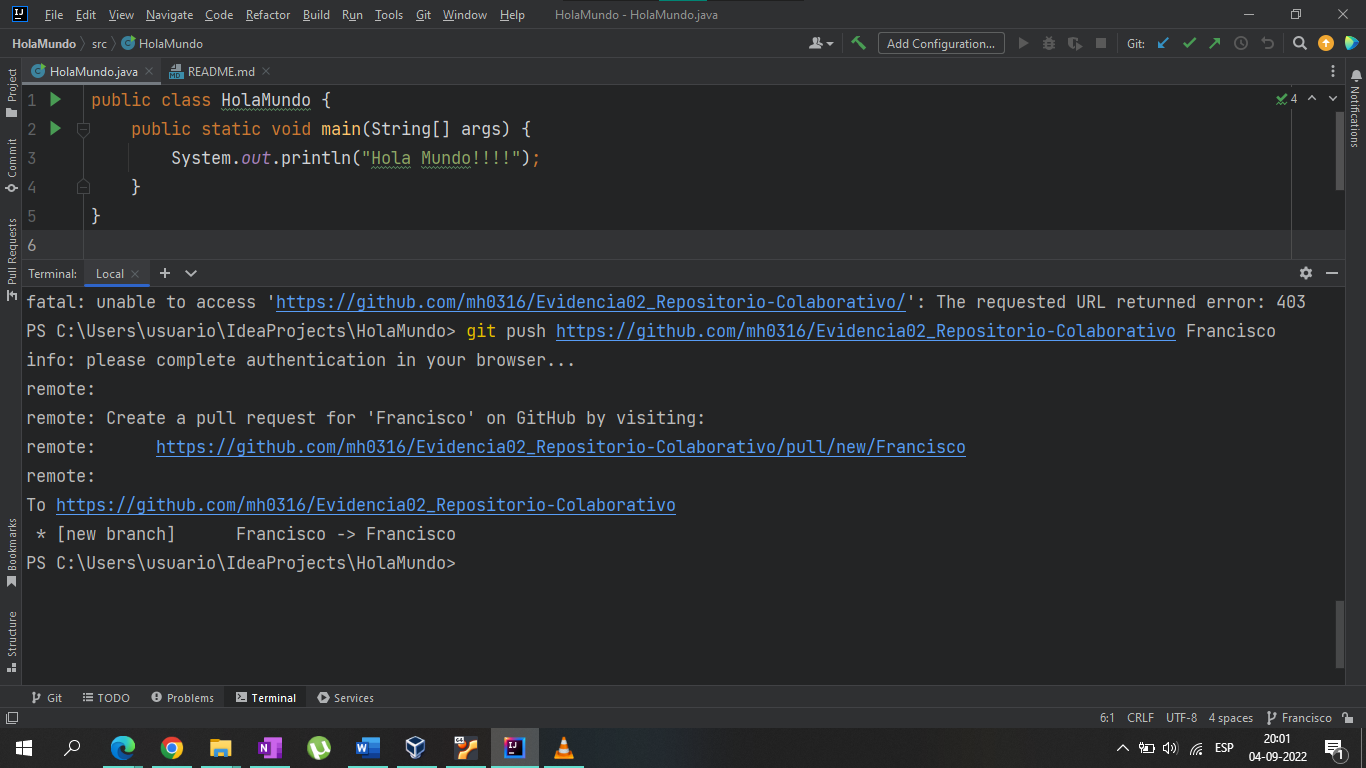 File Edit View Navigate Code Refactor Build Run Tools Git Window Help HolaMundo - HolaMundo.java
HolaMundo src HolaMundo Add Configuration... Git:
HolaMundo.java README.md
1 public class HolaMundo { 4
2 public static void main(String[] args) {
3 System.out.println("Hola Mundo!!!!");
4 }
5 }
6
Project
Commit
Pull Requests
Bookmarks
Structure
Notifications
Terminal: Local
fatal: unable to access 'https://github.com/mh0316/Evidencia02_Repositorio-Colaborativo/': The requested URL returned error: 403
PS C:\Users\usuario\IdeaProjects\HolaMundo> git push https://github.com/mh0316/Evidencia02_Repositorio-Colaborativo Francisco
info: please complete authentication in your browser...
remote:
remote: Create a pull request for 'Francisco' on GitHub by visiting:
remote:      https://github.com/mh0316/Evidencia02_Repositorio-Colaborativo/pull/new/Francisco
remote:
To https://github.com/mh0316/Evidencia02_Repositorio-Colaborativo
 * [new branch]      Francisco -> Francisco
PS C:\Users\usuario\IdeaProjects\HolaMundo>
Git TODO Problems Terminal Services
6:1 CRLF UTF-8 4 spaces Francisco
ESP 20:01
04-09-2022 1